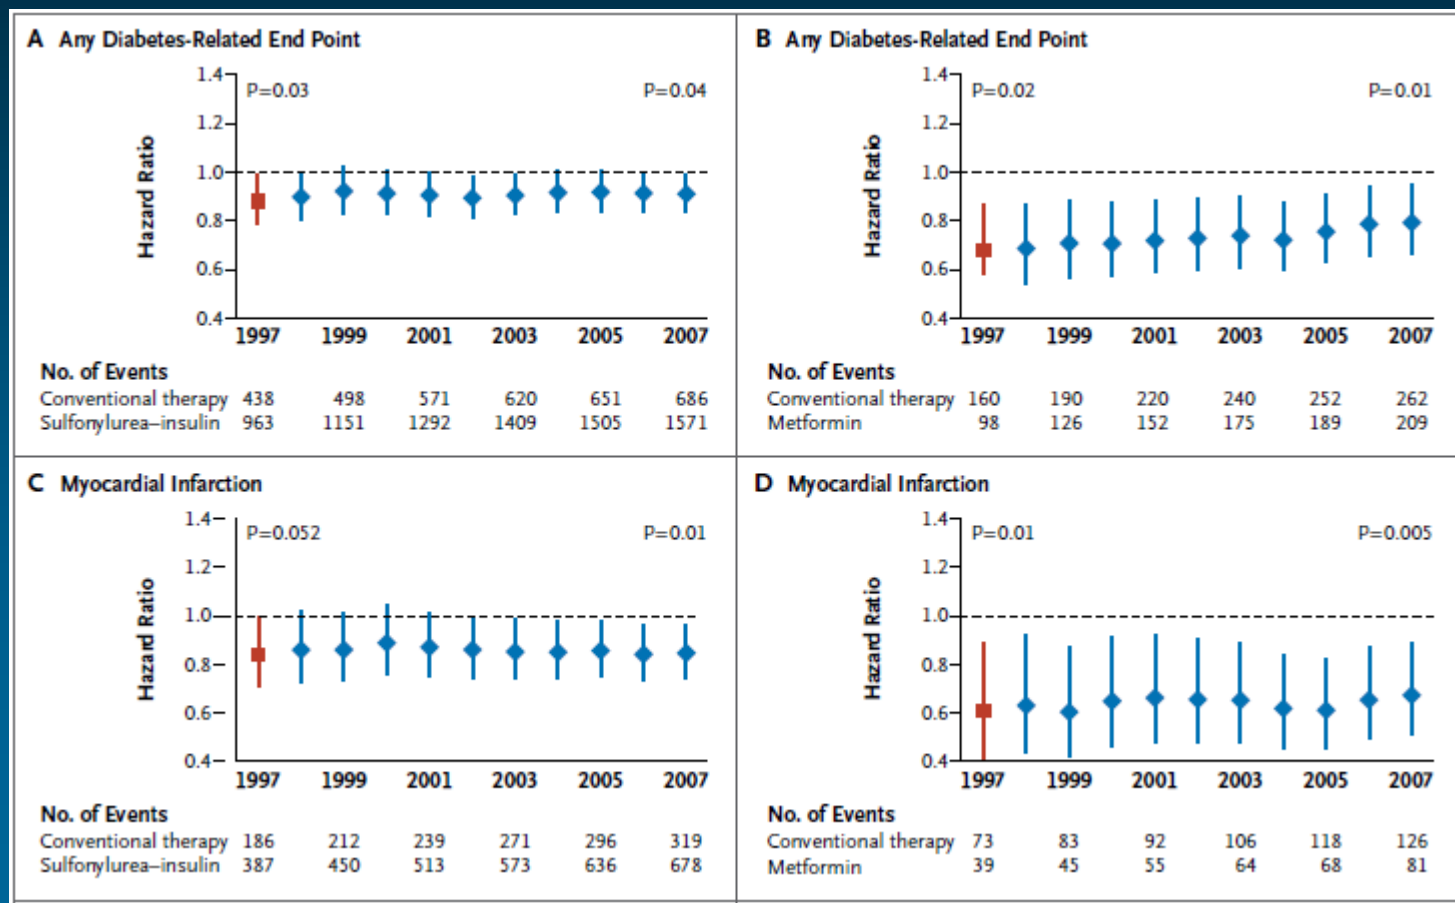 A Any Diabetes-Related End Point
1.4
P=0.03 P=0.04
1.2
1.0
0.8
0.6
0.4
Hazard Ratio
1997 1999 2001 2003 2005 2007
No. of Events
Conventional therapy 438 498 571 620 651 686
Sulfonylurea–insulin 963 1151 1292 1409 1505 1571
B Any Diabetes-Related End Point
1.4
P=0.02 P=0.01
1.2
1.0
0.8
0.6
0.4
Hazard Ratio
1997 1999 2001 2003 2005 2007
No. of Events
Conventional therapy 160 190 220 240 252 262
Metformin 98 126 152 175 189 209
C Myocardial Infarction
1.4
P=0.052 P=0.01
1.2
1.0
0.8
0.6
0.4
Hazard Ratio
1997 1999 2001 2003 2005 2007
No. of Events
Conventional therapy 186 212 239 271 296 319
Sulfonylurea–insulin 387 450 513 573 636 678
D Myocardial Infarction
1.4
P=0.01 P=0.005
1.2
1.0
0.8
0.6
0.4
Hazard Ratio
1997 1999 2001 2003 2005 2007
No. of Events
Conventional therapy 73 83 92 106 118 126
Metformin 39 45 55 64 68 81